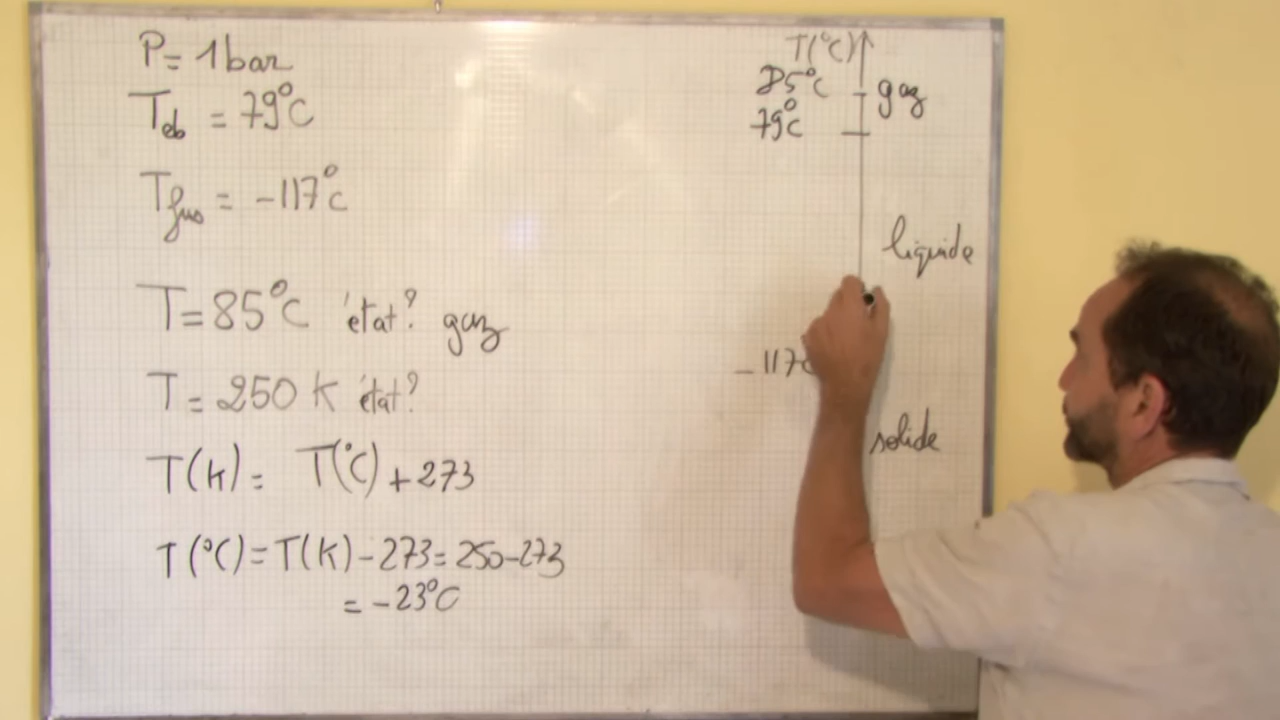 P = 1 bar
Teb = 79°C
Tfus = -117°C
T = 85°C état? gaz
T = 250 K état?
T(K) = T(°C) + 273
T(°C) = T(K) - 273 = 250 - 273
= -23°C
T(°C)
85°C gaz
79°C
liquide
-117°C
solide